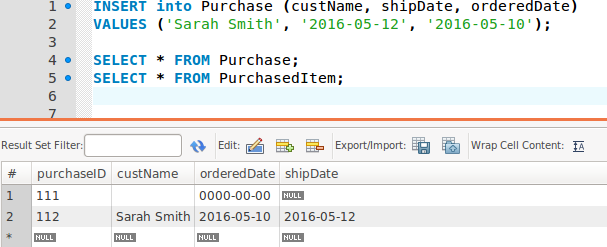 1 INSERT into Purchase (custName, shipDate, orderedDate)
2 VALUES ('Sarah Smith', '2016-05-12', '2016-05-10');
3
4 SELECT * FROM Purchase;
5 SELECT * FROM PurchasedItem;
6
7
Result Set Filter: Edit: Export/Import: Wrap Cell Content: IA
# purchaseID custName orderedDate shipDate
1 111 0000-00-00 NULL
2 112 Sarah Smith 2016-05-10 2016-05-12
* NULL NULL NULL NULL